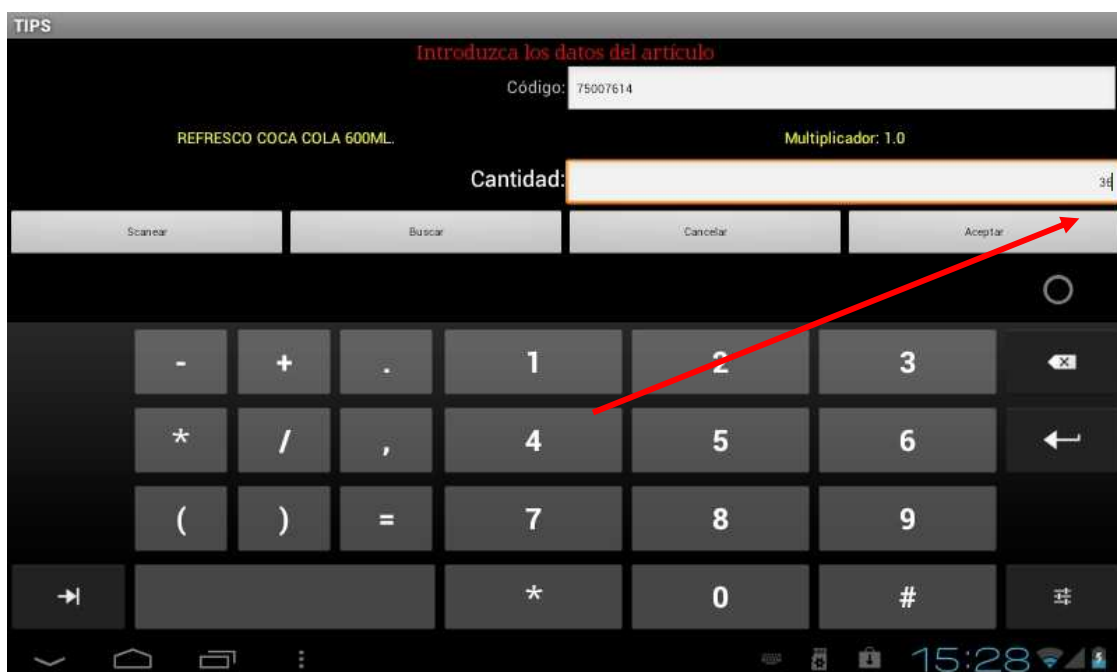 TIPS
Introduzca los datos del artículo
Código: 75007614
REFRESCO COCA COLA 600ML. Multiplicador: 1.0
Cantidad: 36
Scanear Buscar Cancelar Aceptar
- + . 1 2 3
* / , 4 5 6
( ) = 7 8 9
* 0 #
15:28